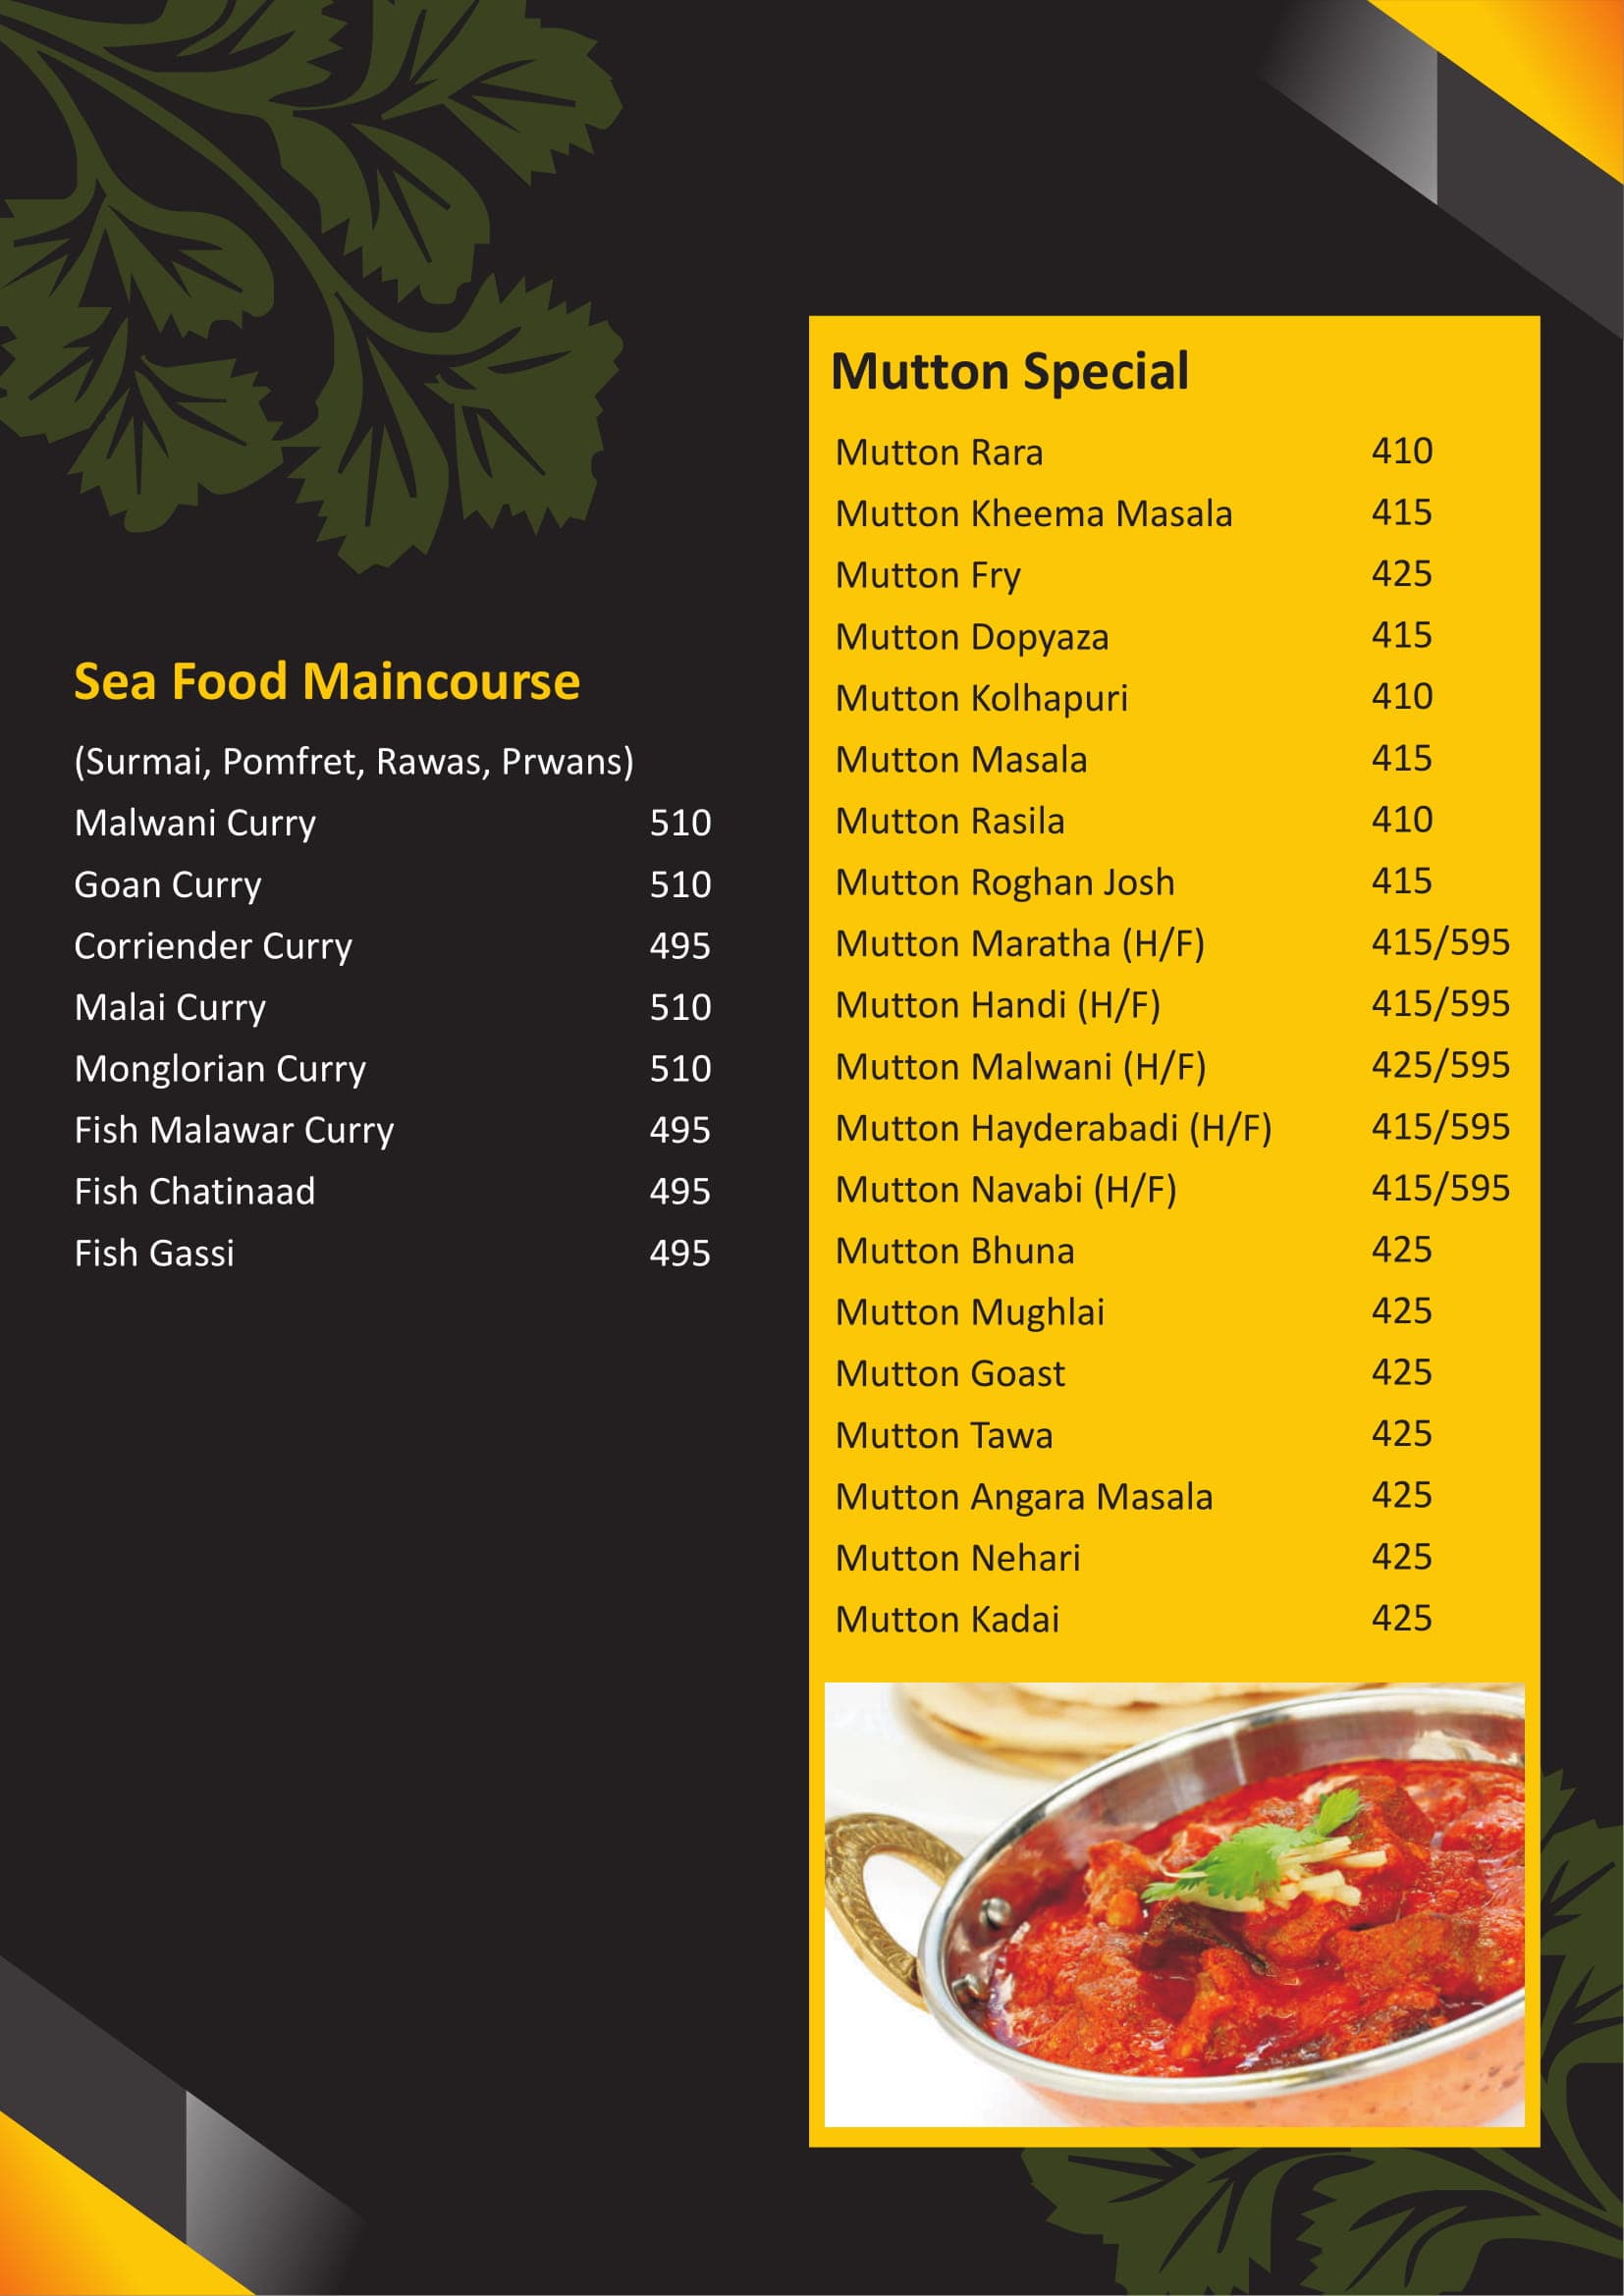 Sea Food Maincourse
(Surmai, Pomfret, Rawas, Prwans)
Malwani Curry 510
Goan Curry 510
Corriender Curry 495
Malai Curry 510
Monglorian Curry 510
Fish Malawar Curry 495
Fish Chatinaad 495
Fish Gassi 495
Mutton Special
Mutton Rara 410
Mutton Kheema Masala 415
Mutton Fry 425
Mutton Dopyaza 415
Mutton Kolhapuri 410
Mutton Masala 415
Mutton Rasila 410
Mutton Roghan Josh 415
Mutton Maratha (H/F) 415/595
Mutton Handi (H/F) 415/595
Mutton Malwani (H/F) 425/595
Mutton Hayderabadi (H/F) 415/595
Mutton Navabi (H/F) 415/595
Mutton Bhuna 425
Mutton Mughlai 425
Mutton Goast 425
Mutton Tawa 425
Mutton Angara Masala 425
Mutton Nehari 425
Mutton Kadai 425